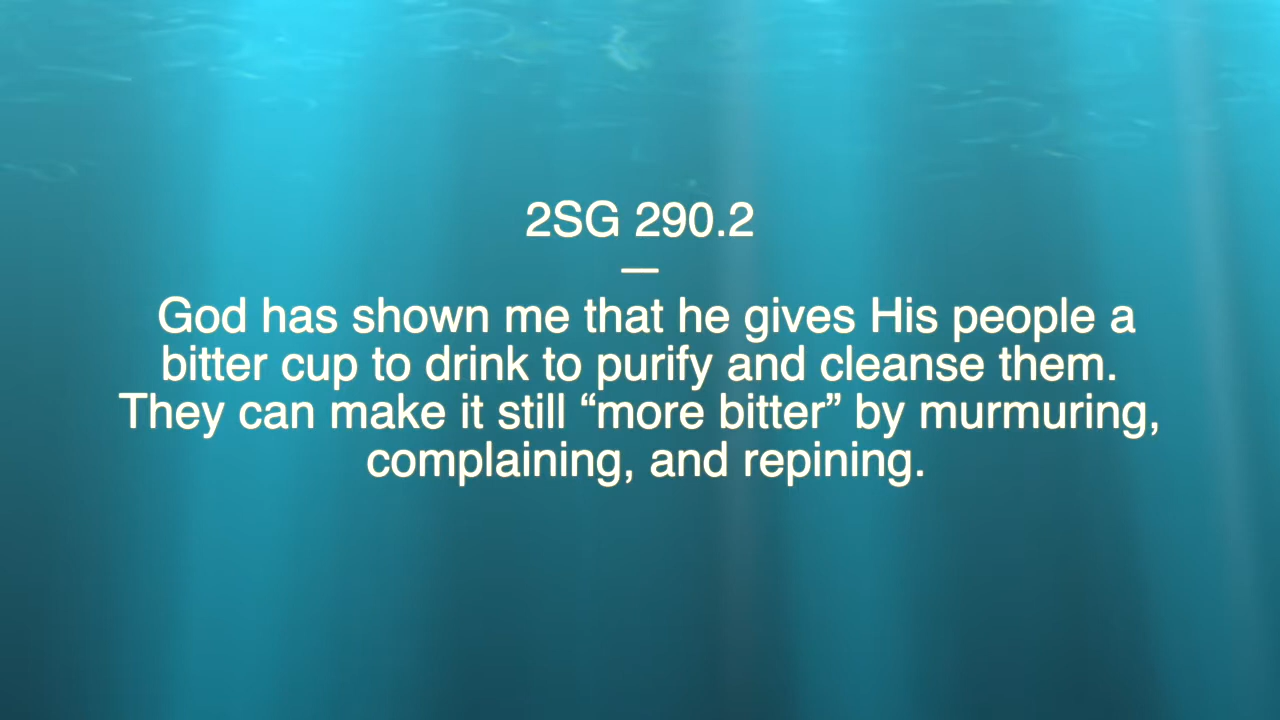 2SG 290.2
—
God has shown me that he gives His people a
bitter cup to drink to purify and cleanse them.
They can make it still “more bitter” by murmuring,
complaining, and repining.